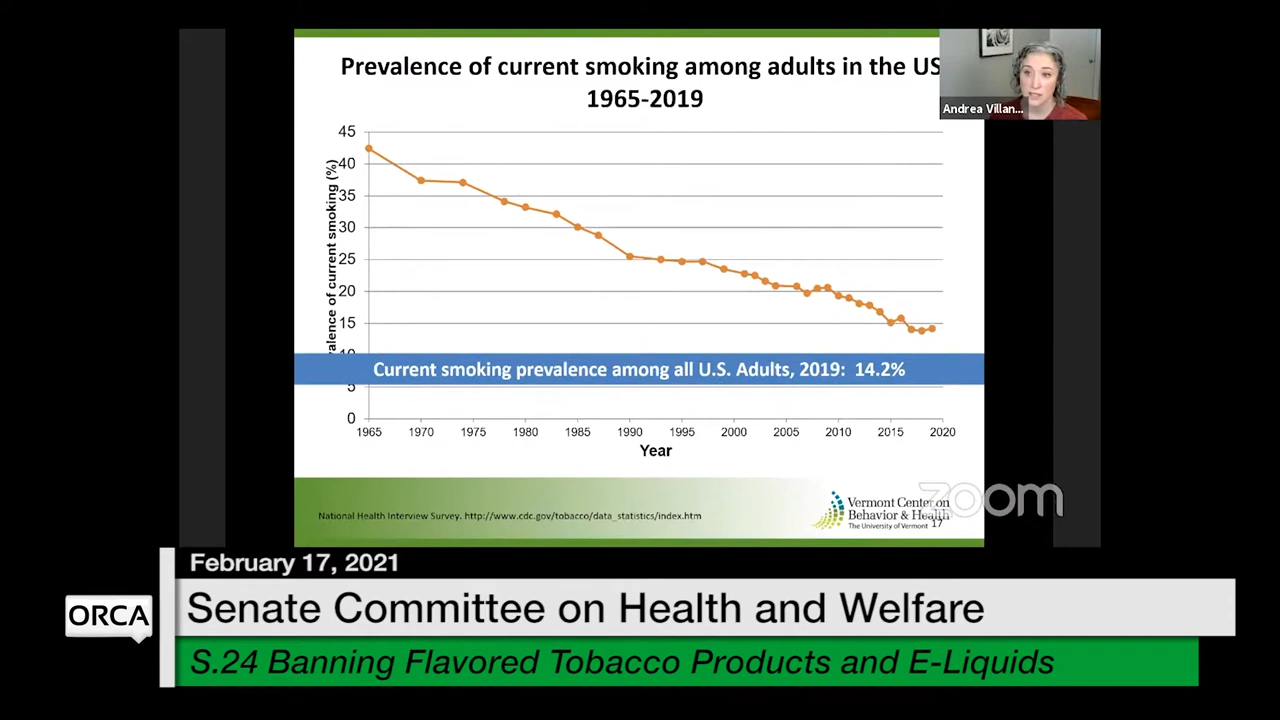 Prevalence of current smoking among adults in the US
1965-2019
Andrea Villan...
45
40
35
30
25
20
15
10
5
0
alence of current smoking (%)
1965 1970 1975 1980 1985 1990 1995 2000 2005 2010 2015 2020
Year
Current smoking prevalence among all U.S. Adults, 2019: 14.2%
National Health Interview Survey. http://www.cdc.gov/tobacco/data_statistics/index.htm
Vermont Center on
Behavior & Health
The University of Vermont
17
zoom
February 17, 2021
ORCA
Senate Committee on Health and Welfare
S.24 Banning Flavored Tobacco Products and E-Liquids